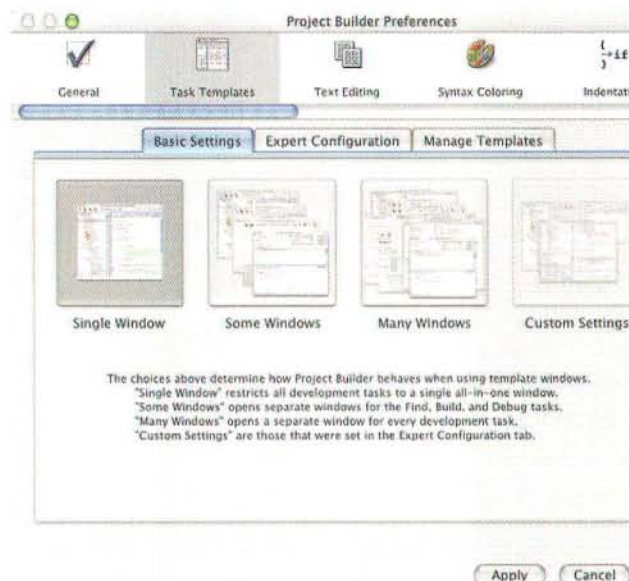 Project Builder Preferences
General Task Templates Text Editing Syntax Coloring Indentati
Basic Settings Expert Configuration Manage Templates
Single Window Some Windows Many Windows Custom Settings
The choices above determine how Project Builder behaves when using template windows.
"Single Window" restricts all development tasks to a single all-in-one window.
"Some Windows" opens separate windows for the Find, Build, and Debug tasks.
"Many Windows" opens a separate window for every development task.
"Custom Settings" are those that were set in the Expert Configuration tab.
Apply Cancel